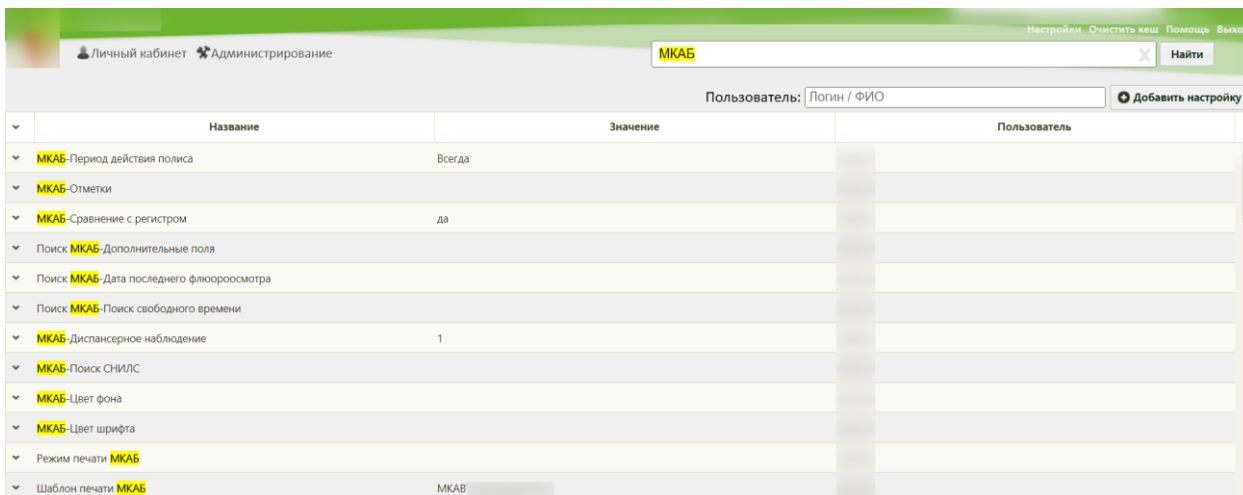 Настройки Очистить кеш Помощь Выхо
Личный кабинет Администрирование МКАБ Найти
Пользователь: Логин / ФИО Добавить настройку
Название Значение Пользователь
МКАБ-Период действия полиса Всегда
МКАБ-Отметки
МКАБ-Сравнение с регистром да
Поиск МКАБ-Дополнительные поля
Поиск МКАБ-Дата последнего флюороосмотра
Поиск МКАБ-Поиск свободного времени
МКАБ-Диспансерное наблюдение 1
МКАБ-Поиск СНИЛС
МКАБ-Цвет фона
МКАБ-Цвет шрифта
Режим печати МКАБ
Шаблон печати МКАБ